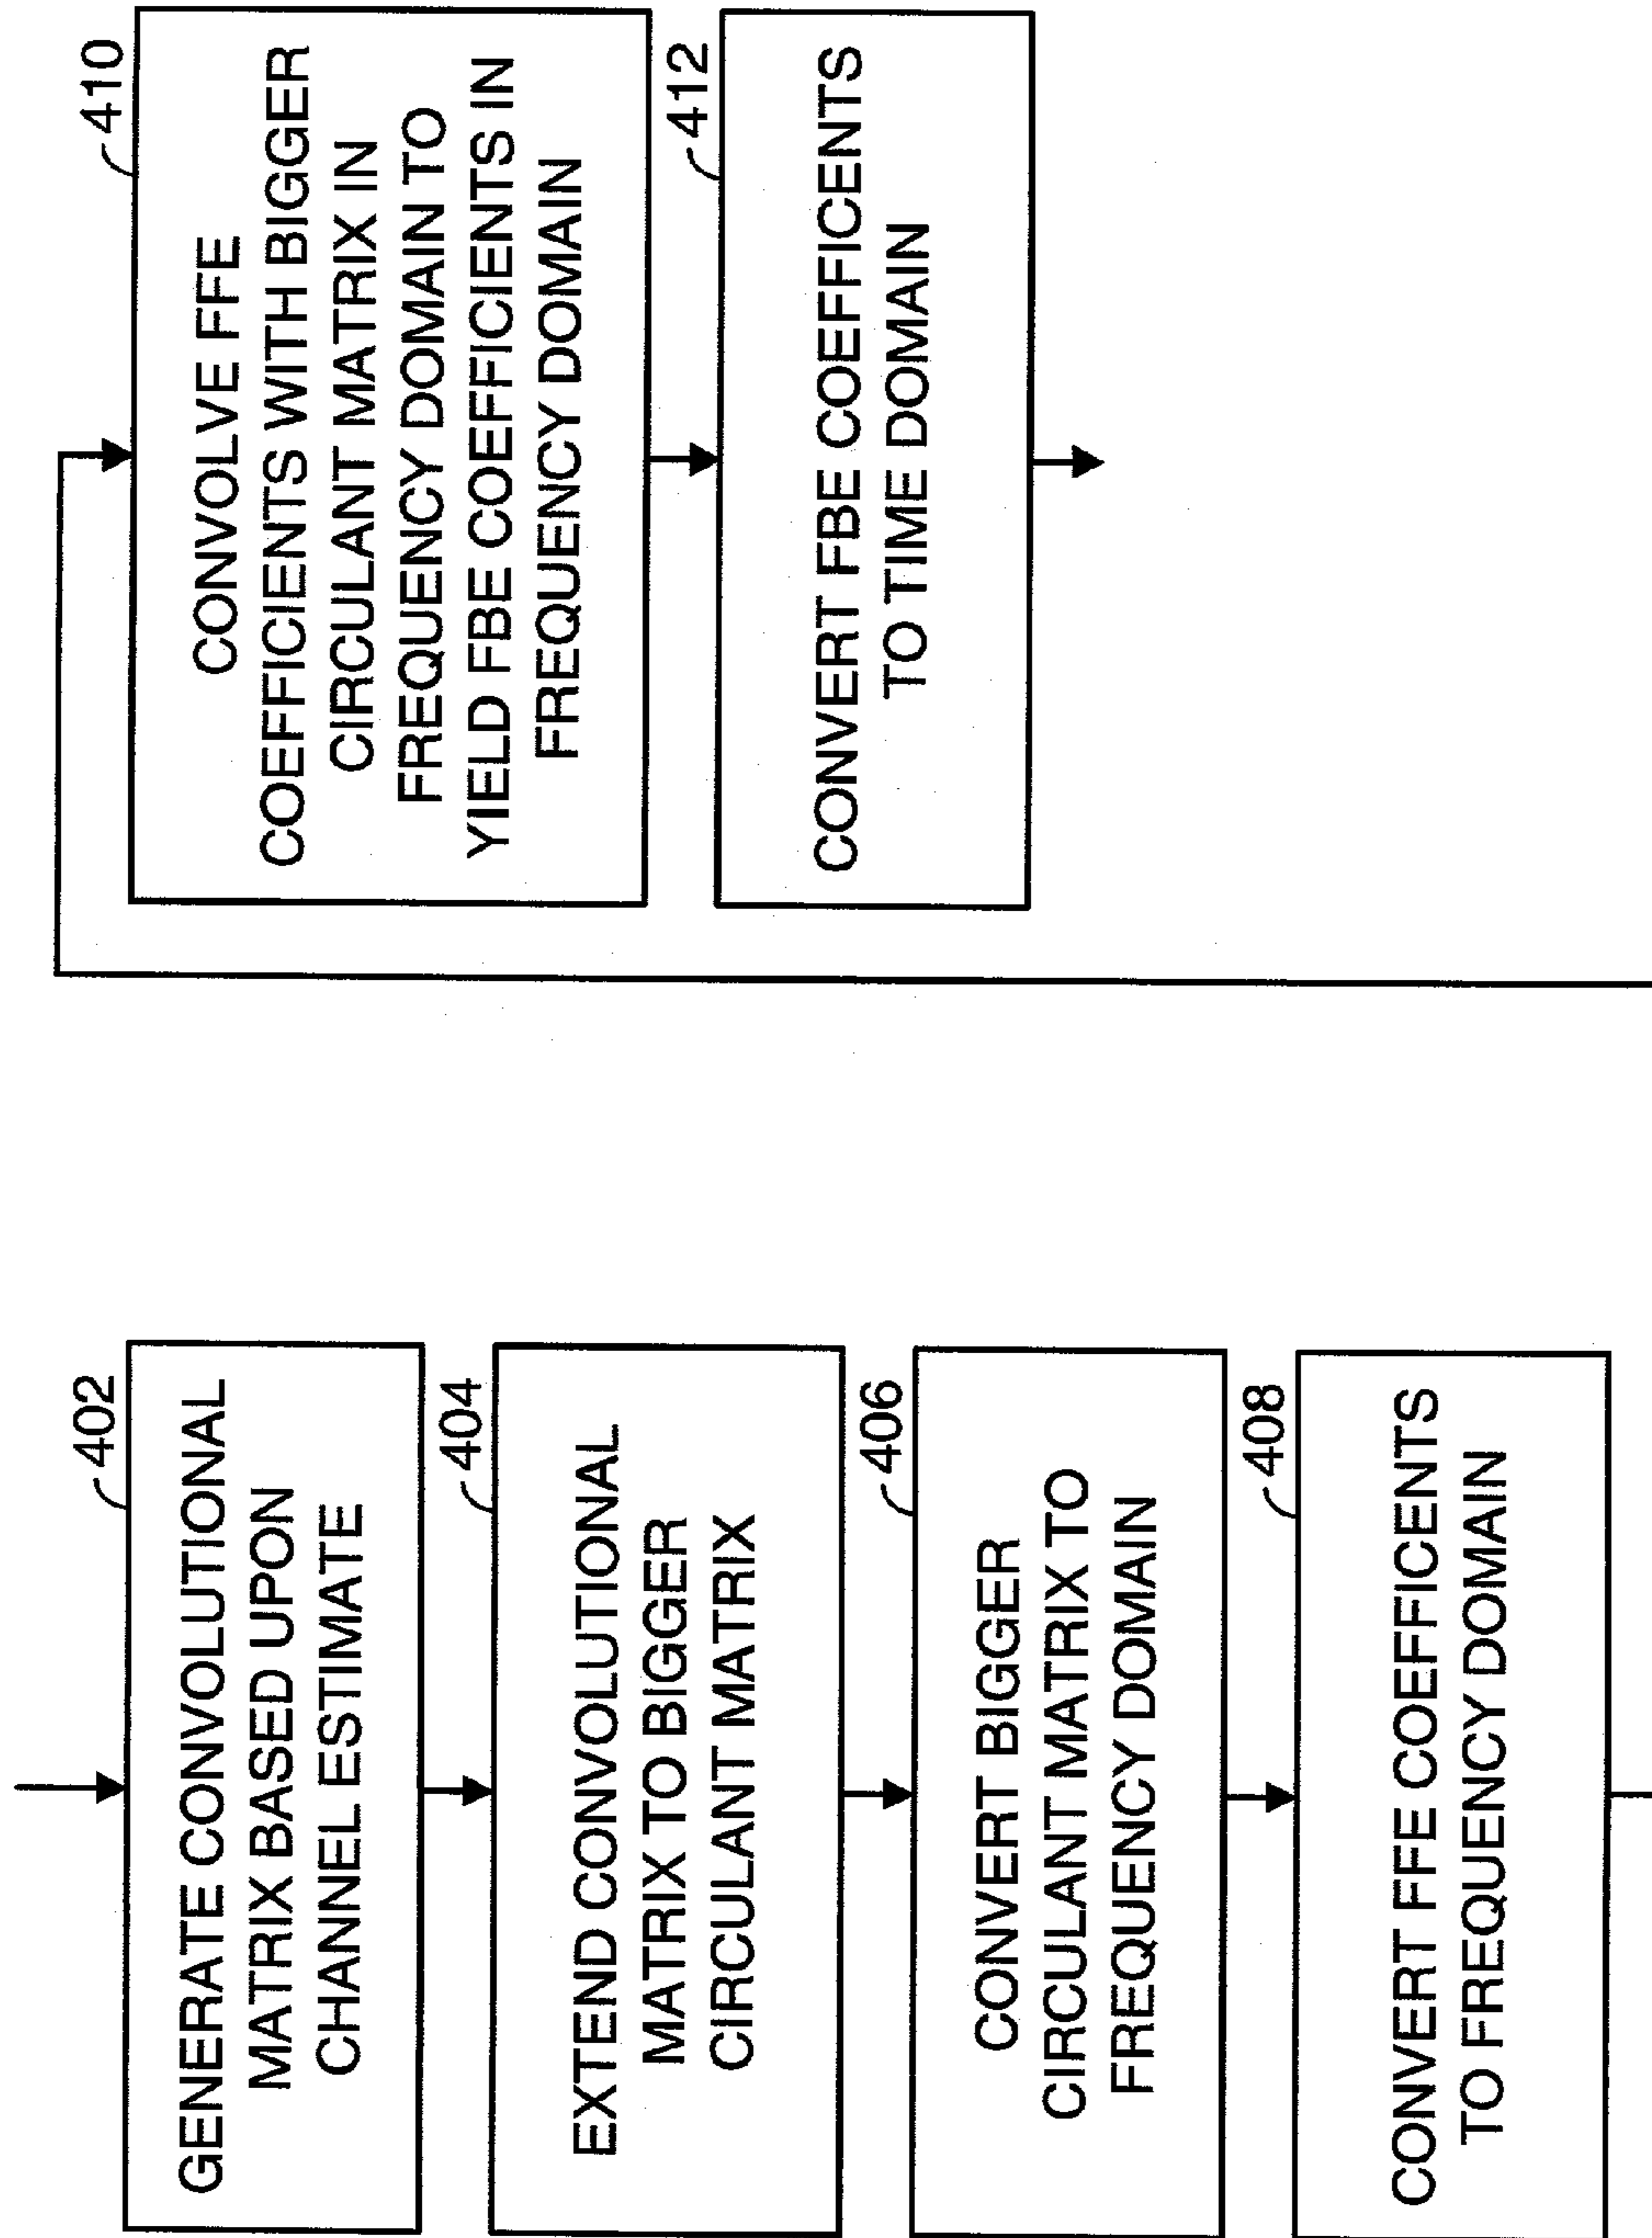 402
GENERATE CONVOLUTIONAL
MATRIX BASED UPON
CHANNEL ESTIMATE
404
EXTEND CONVOLUTIONAL
MATRIX TO BIGGER
CIRCULANT MATRIX
406
CONVERT BIGGER
CIRCULANT MATRIX TO
FREQUENCY DOMAIN
408
CONVERT FFE COEFFICENTS
TO FREQUENCY DOMAIN
410
CONVOLVE FFE
COEFFICIENTS WITH BIGGER
CIRCULANT MATRIX IN
FREQUENCY DOMAIN TO
YIELD FBE COEFFICIENTS IN
FREQUENCY DOMAIN
412
CONVERT FBE COEFFICENTS
TO TIME DOMAIN